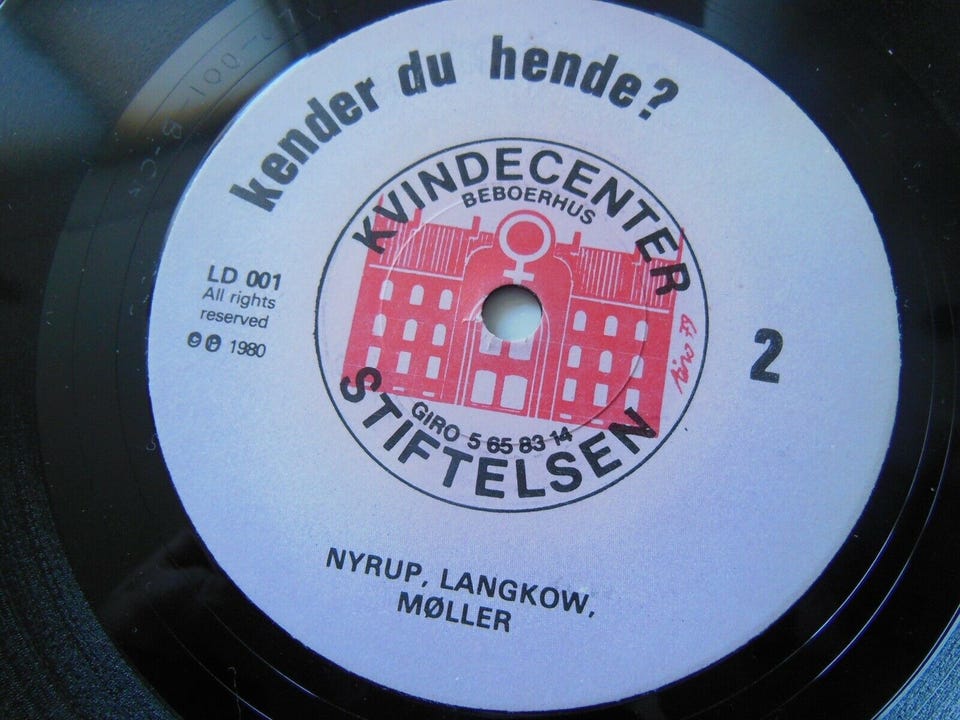 kender du hende?
KVINDECENTER
BEBOERHUS
LD 001
All rights
reserved
© ℗ 1980
2
GIRO 5 65 83 14
STIFTELSEN
NYRUP, LANGKOW,
MØLLER